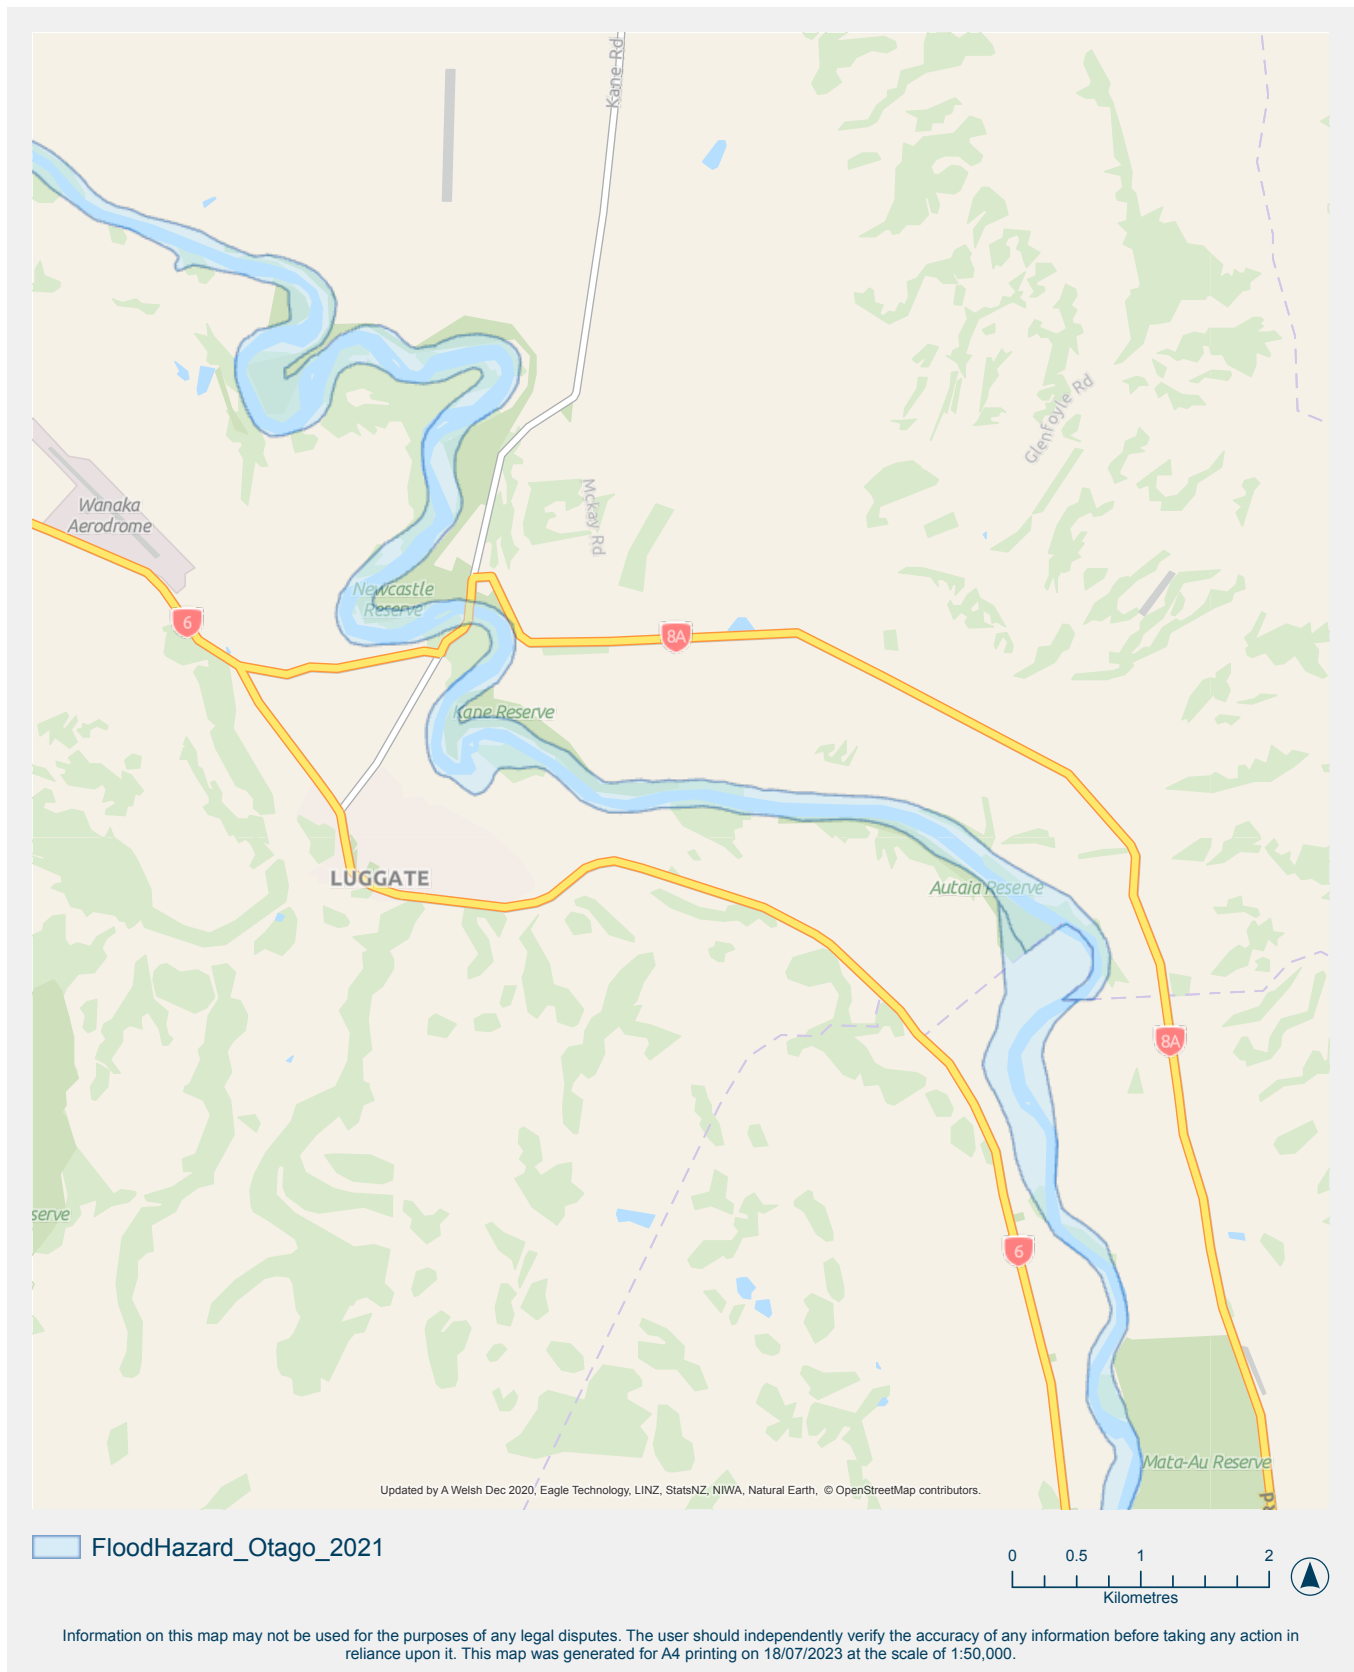 Kane Rd
Glenfoyle Rd
Wanaka
Aerodrome
Mckay Rd
Newcastle
Reserve
6
8A
Kane Reserve
LUGGATE
Autaia Reserve
8A
serve
6
Mata-Au Reserve
Updated by A Welsh Dec 2020, Eagle Technology, LINZ, StatsNZ, NIWA, Natural Earth, © OpenStreetMap contributors.
FloodHazard_Otago_2021
0 0.5 1 2
Kilometres
Information on this map may not be used for the purposes of any legal disputes. The user should independently verify the accuracy of any information before taking any action in
reliance upon it. This map was generated for A4 printing on 18/07/2023 at the scale of 1:50,000.